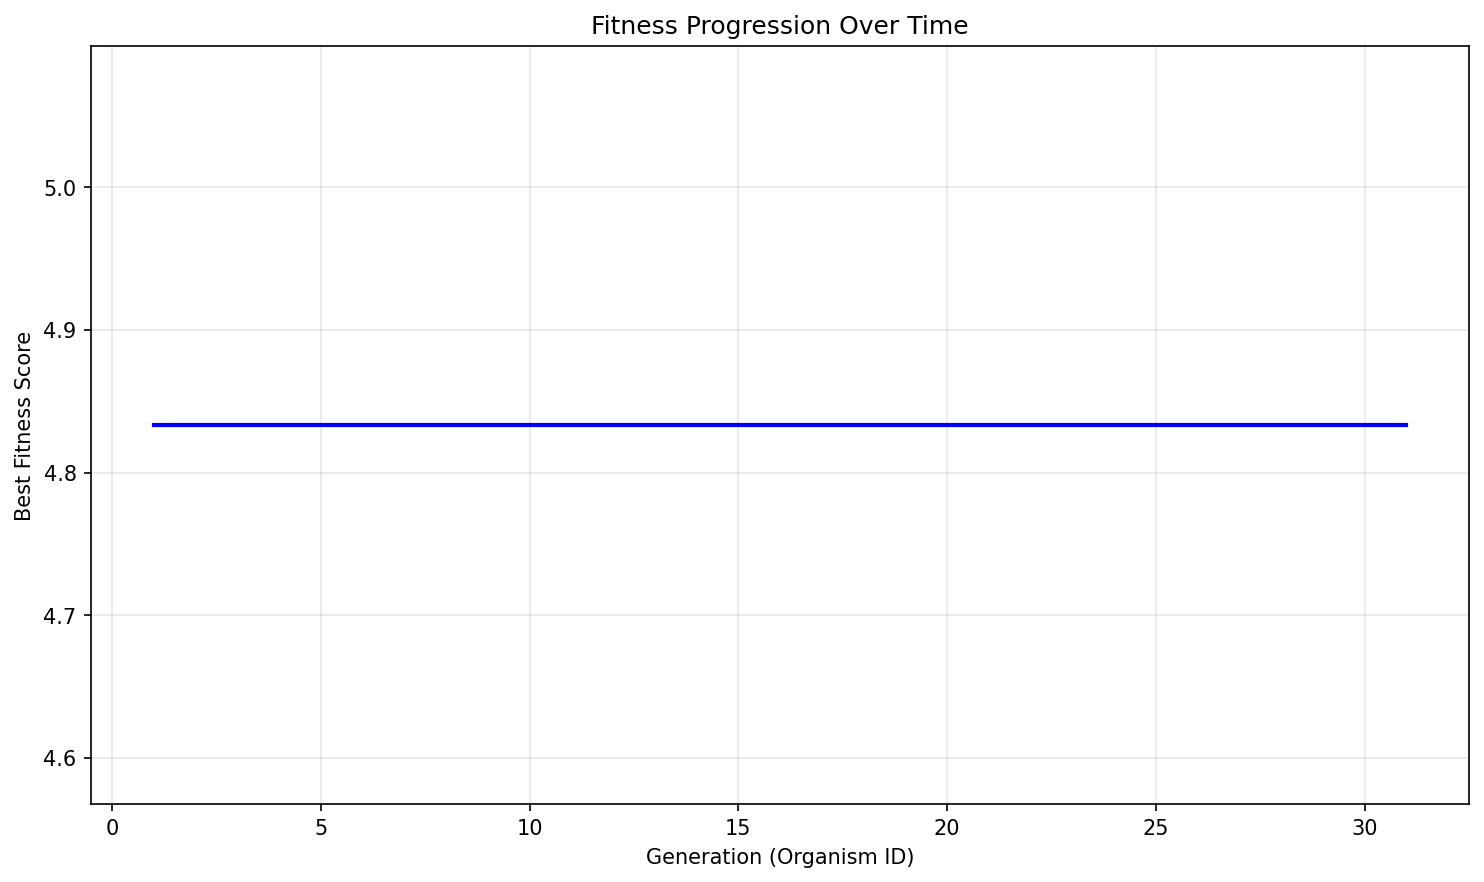 Fitness Progression Over Time
Best Fitness Score
5.0
4.9
4.8
4.7
4.6
0 5 10 15 20 25 30
Generation (Organism ID)